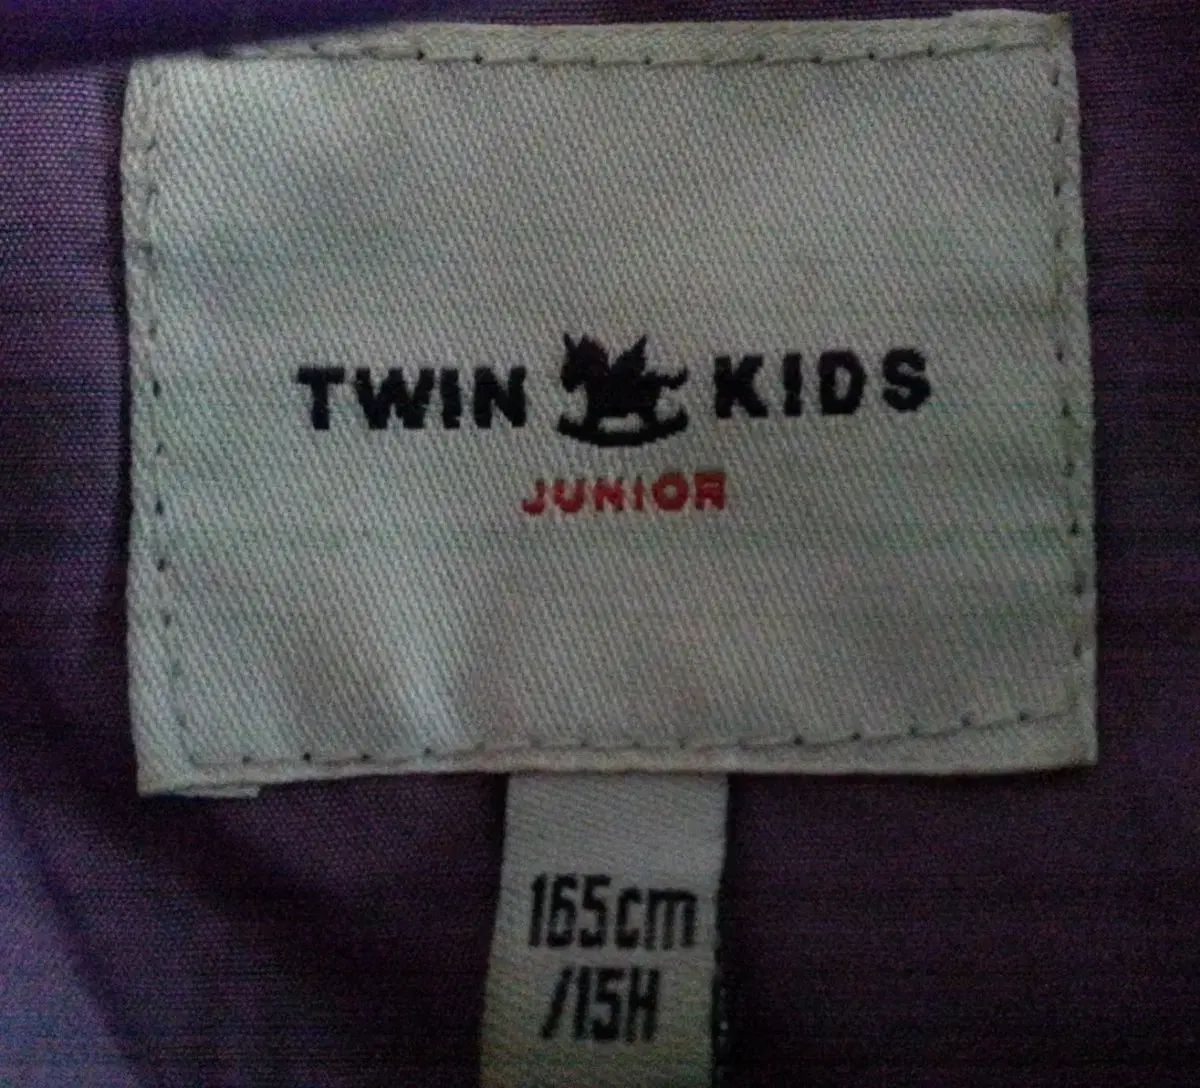 TWIN KIDS
JUNIOR
165cm
/15H